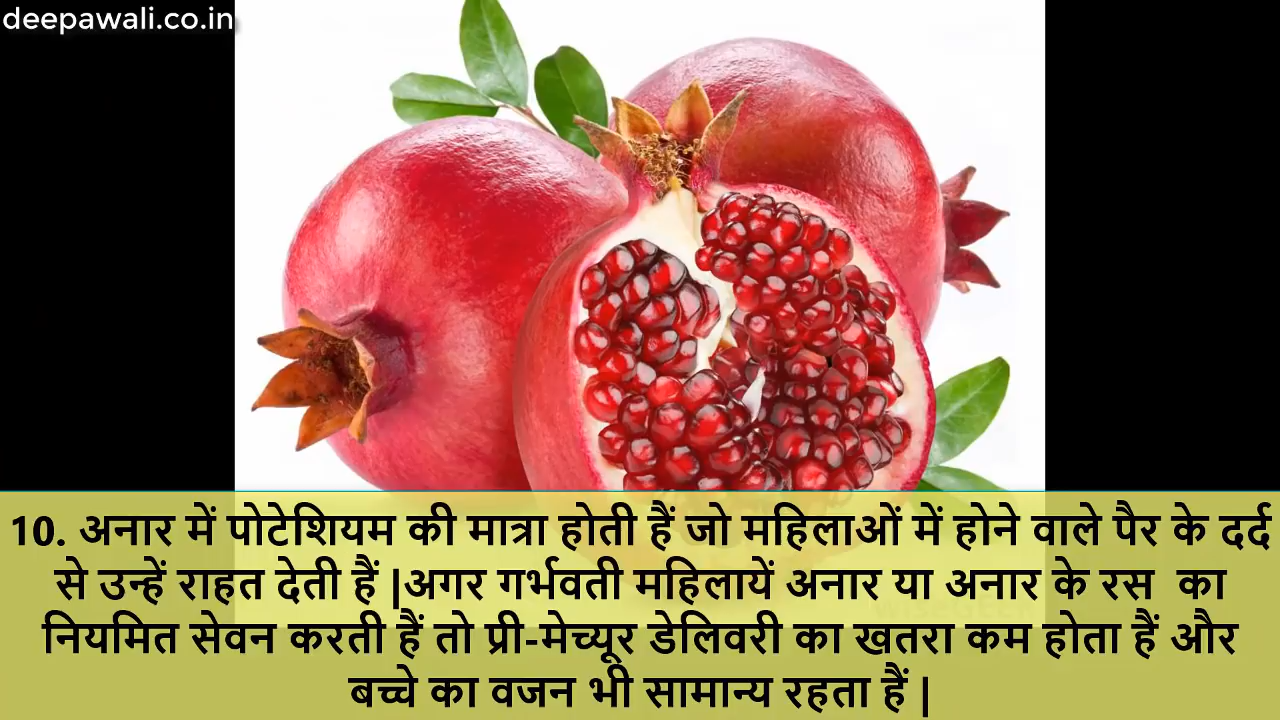 deepawali.co.in
10. अनार में पोटेशियम की मात्रा होती हैं जो महिलाओं में होने वाले पैर के दर्द
से उन्हें राहत देती हैं |अगर गर्भवती महिलायें अनार या अनार के रस का
नियमित सेवन करती हैं तो प्री-मेच्यूर डेलिवरी का खतरा कम होता हैं और
बच्चे का वजन भी सामान्य रहता हैं |